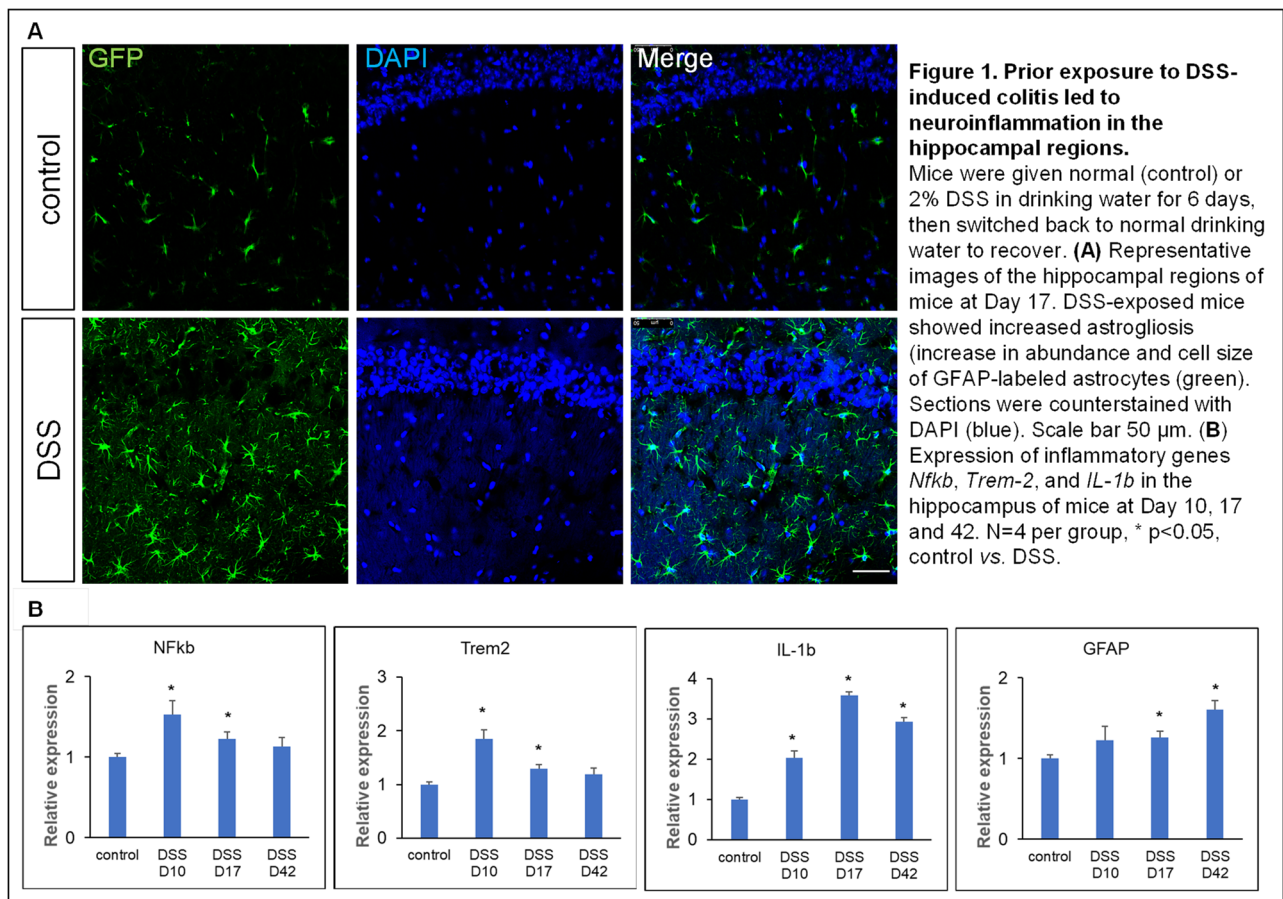 A
GFP
DAPI
Merge
control
DSS
Figure 1. Prior exposure to DSS-
induced colitis led to
neuroinflammation in the
hippocampal regions.
Mice were given normal (control) or
2% DSS in drinking water for 6 days,
then switched back to normal drinking
water to recover. (A) Representative
images of the hippocampal regions of
mice at Day 17. DSS-exposed mice
showed increased astrogliosis
(increase in abundance and cell size
of GFAP-labeled astrocytes (green).
Sections were counterstained with
DAPI (blue). Scale bar 50 µm. (B)
Expression of inflammatory genes
Nfkb, Trem-2, and IL-1b in the
hippocampus of mice at Day 10, 17
and 42. N=4 per group, * p<0.05,
control vs. DSS.
B
NFkb
Relative expression
2
1
0
* *
control DSS D10 DSS D17 DSS D42
Trem2
Relative expression
3
2
1
0
* *
control DSS D10 DSS D17 DSS D42
IL-1b
Relative expression
4
3
2
1
0
* * *
control DSS D10 DSS D17 DSS D42
GFAP
Relative expression
2
1
0
* *
control DSS D10 DSS D17 DSS D42